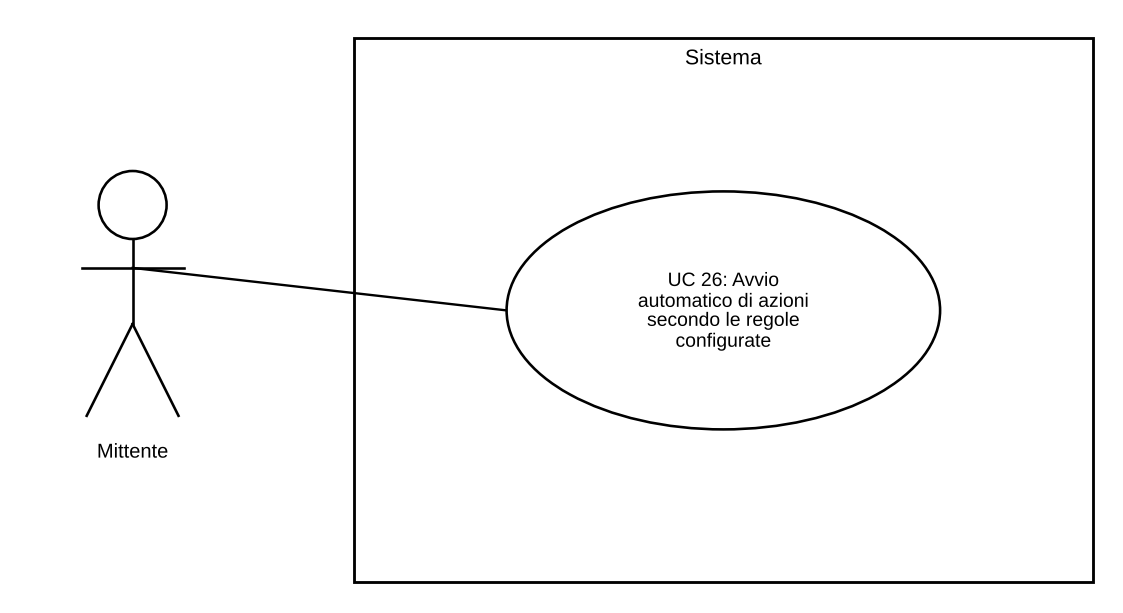 Sistema
UC 26: Avvio
automatico di azioni
secondo le regole
configurate
Mittente